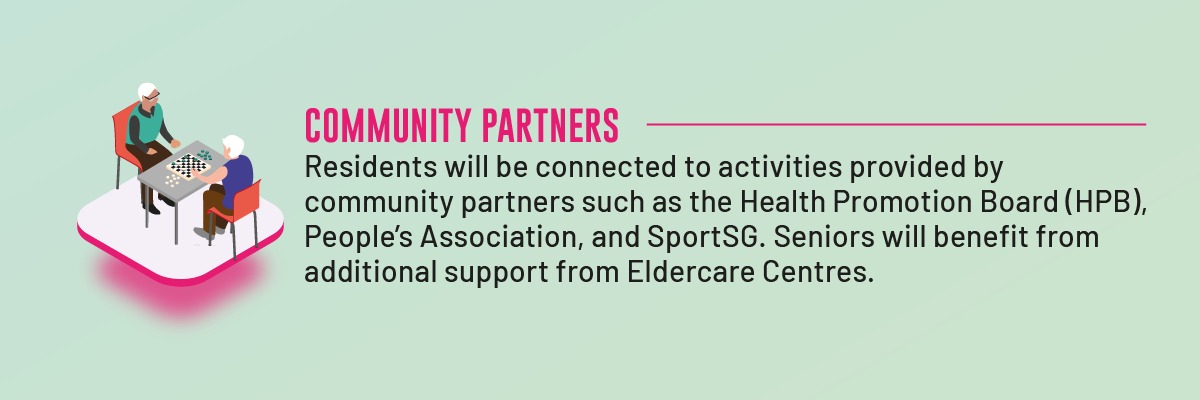 COMMUNITY PARTNERS
Residents will be connected to activities provided by
community partners such as the Health Promotion Board (HPB),
People’s Association, and SportSG. Seniors will benefit from
additional support from Eldercare Centres.